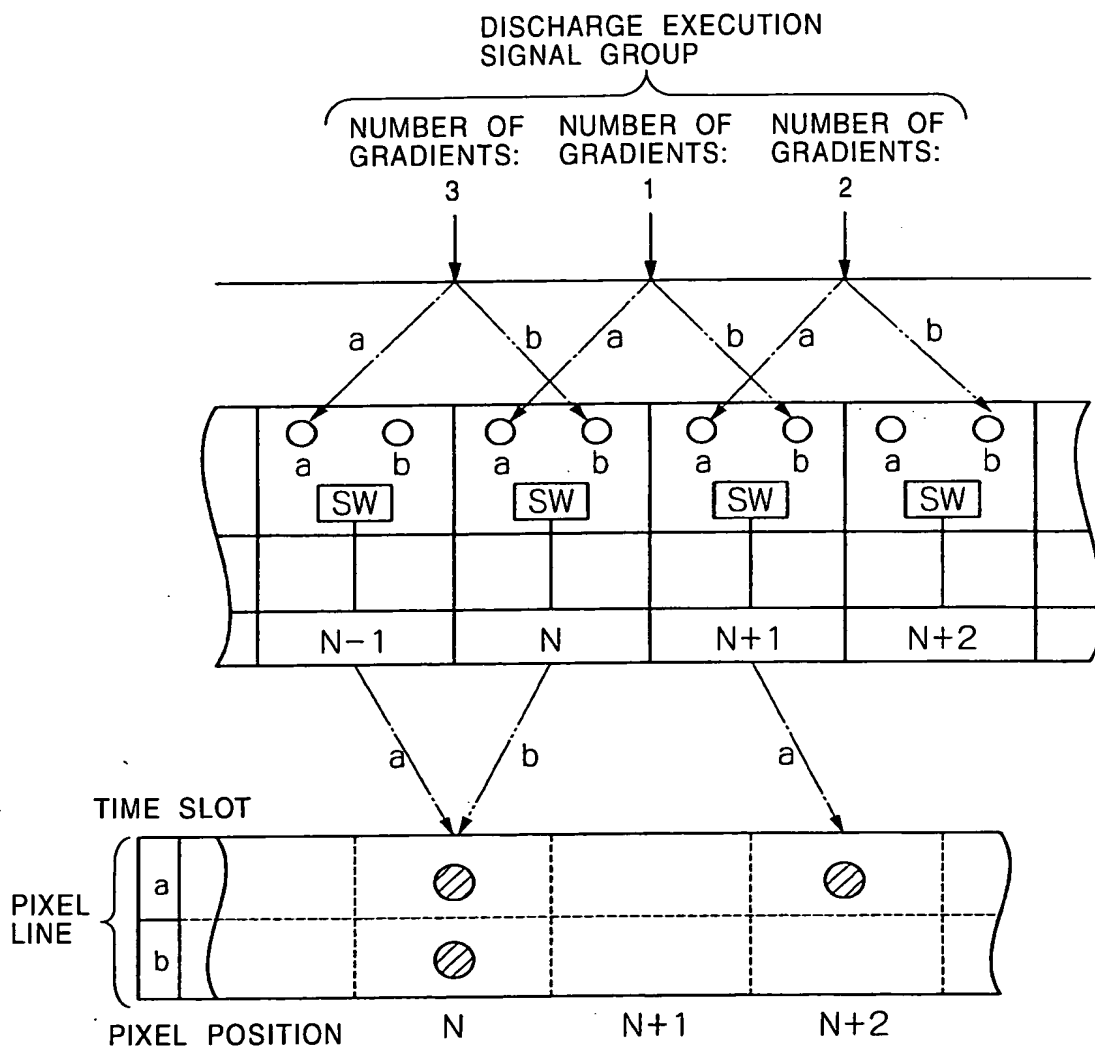 DISCHARGE EXECUTION
SIGNAL GROUP
NUMBER OF GRADIENTS: 3
NUMBER OF GRADIENTS: 1
NUMBER OF GRADIENTS: 2
a b a b a b
a b a b a b a b
SW SW SW SW
N-1 N N+1 N+2
a b a
TIME SLOT
a
PIXEL
LINE
b
PIXEL POSITION N N+1 N+2